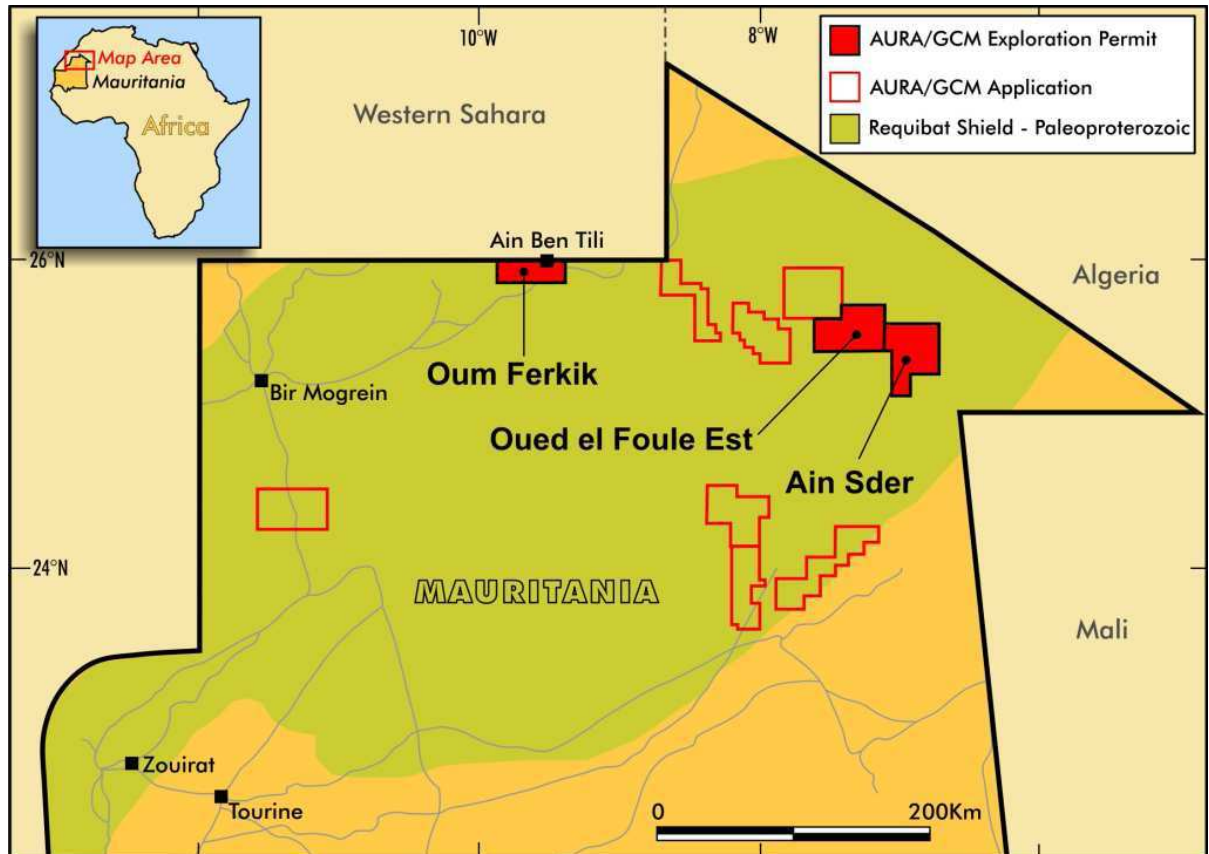 10°W
8°W
Map Area
Mauritania
Africa
AURA/GCM Exploration Permit
AURA/GCM Application
Requibat Shield - Paleoproterozoic
Western Sahara
Ain Ben Tili
26°N
Algeria
Oum Ferkik
Bir Mogrein
Oued el Foule Est
Ain Sder
24°N
MAURITANIA
Mali
Zouirat
Tourine
0 200Km